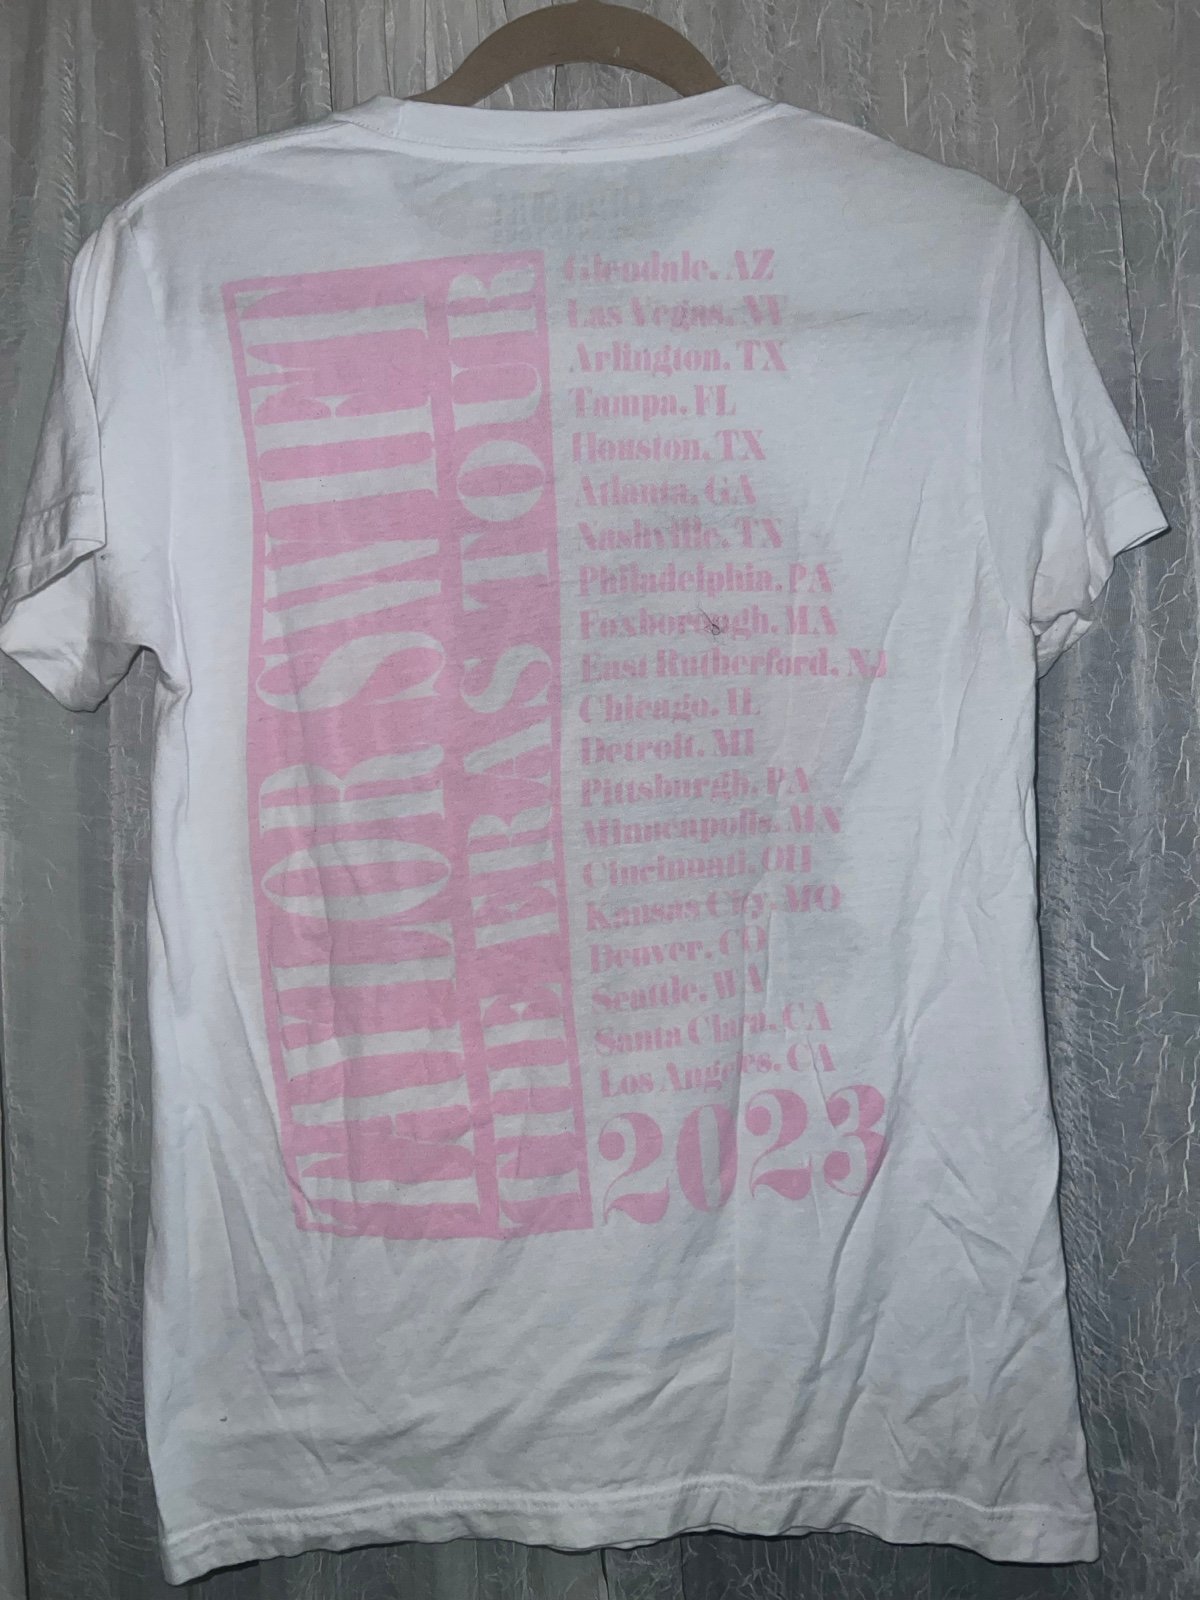 TAYLOR SWIFT
THE ERAS TOUR
Glendale, AZ
Las Vegas, NV
Arlington, TX
Tampa, FL
Houston, TX
Atlanta, GA
Nashville, TX
Philadelphia, PA
Foxborough, MA
East Rutherford, NJ
Chicago, IL
Detroit, MI
Pittsburgh, PA
Minneapolis, MN
Cincinnati, OH
Kansas City, MO
Denver, CO
Seattle, WA
Santa Clara, CA
Los Angeles, CA
2023